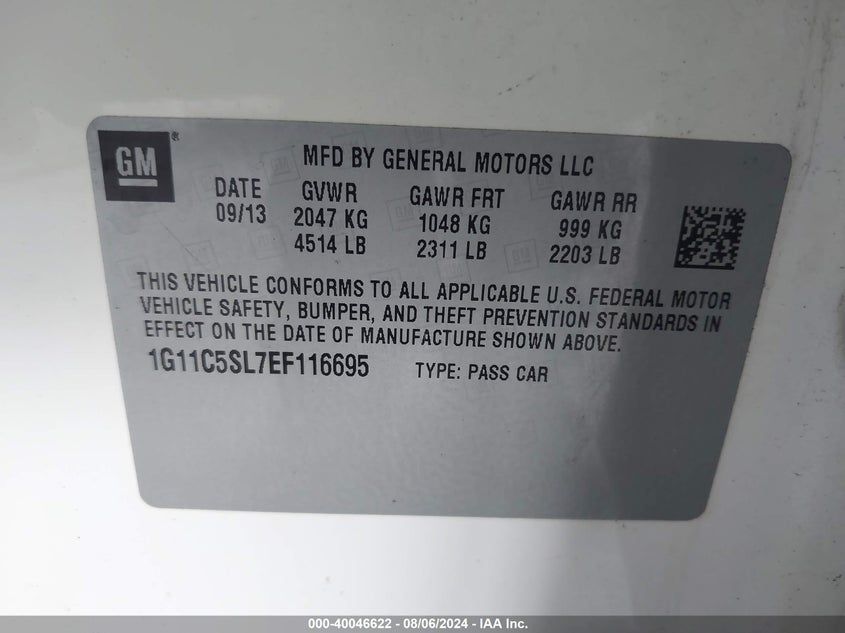 GM®
MFD BY GENERAL MOTORS LLC
DATE GVWR GAWR FRT GAWR RR
09/13 2047 KG 1048 KG 999 KG
4514 LB 2311 LB 2203 LB
THIS VEHICLE CONFORMS TO ALL APPLICABLE U.S. FEDERAL MOTOR
VEHICLE SAFETY, BUMPER, AND THEFT PREVENTION STANDARDS IN
EFFECT ON THE DATE OF MANUFACTURE SHOWN ABOVE.
1G11C5SL7EF116695 TYPE: PASS CAR
000-40046622 - 08/06/2024 - IAA Inc.